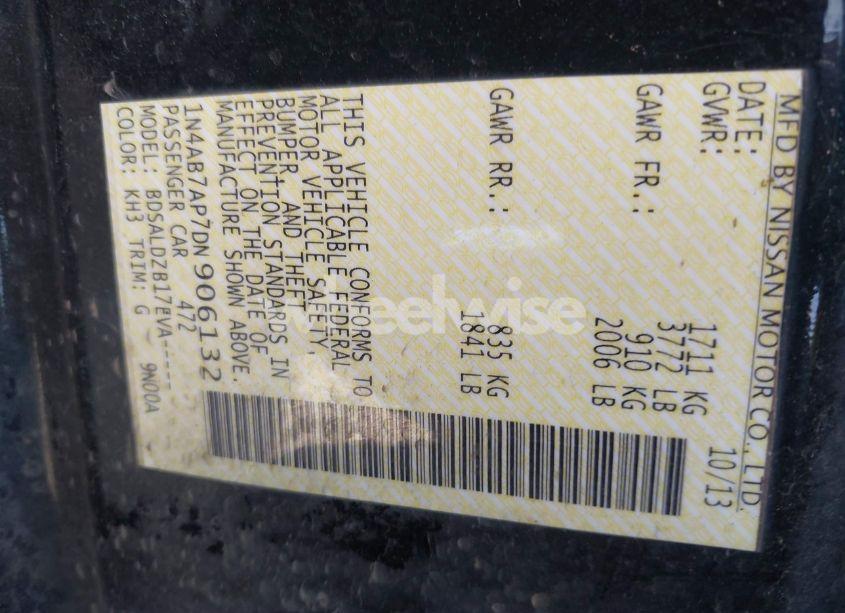 MFD BY NISSAN MOTOR CO., LTD.
DATE: 10/13
GVWR: 1711 KG
3772 LB
GAWR FR.: 910 KG
2006 LB
GAWR RR.: 835 KG
1841 LB
THIS VEHICLE CONFORMS TO
ALL APPLICABLE FEDERAL
MOTOR VEHICLE SAFETY,
BUMPER AND THEFT
PREVENTION STANDARDS IN
EFFECT ON THE DATE OF
MANUFACTURE SHOWN ABOVE.
1N4AB7AP7DN906132
PASSENGER CAR 472
MODEL: BDSALDZB17EVA-----
COLOR: KH3 TRIM: G - 9N00A
wheelwise